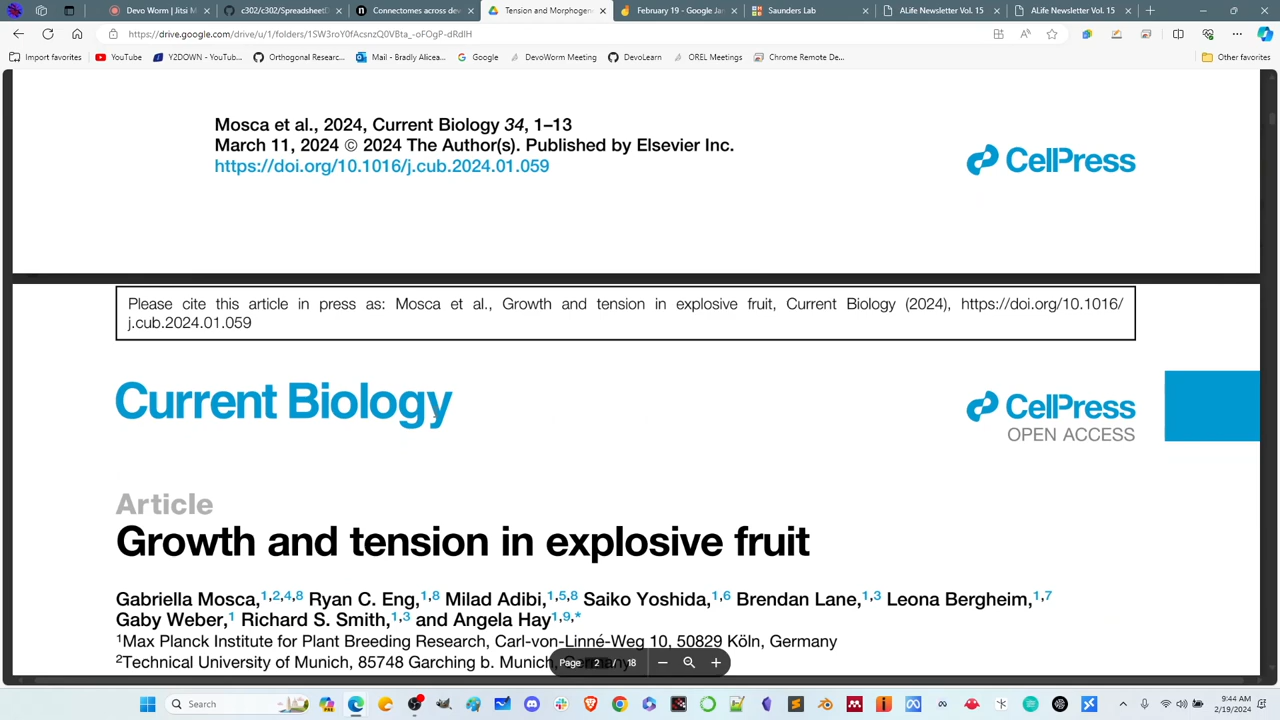 Dev Worm | Jitsi M
c302/c302/SpreadsheetD
Connectomes across dev
Tension and Morphogen
February 19 - Google Jan
Saunders Lab
ALife Newsletter Vol. 15
ALife Newsletter Vol. 15
https://drive.google.com/drive/u/1/folders/1SW3roY0fAcsnzQ0VBta_-oFOgP-dRdIH
Import favorites
YouTube
Y2DOWN - YouTub...
Orthogonal Researc...
Mail - Bradly Alicea...
Google
DevoWorm Meeting
DevoLearn
OREL Meetings
Chrome Remote De...
Other favorites
Mosca et al., 2024, Current Biology 34, 1–13
March 11, 2024 © 2024 The Author(s). Published by Elsevier Inc.
https://doi.org/10.1016/j.cub.2024.01.059
CellPress
Please cite this article in press as: Mosca et al., Growth and tension in explosive fruit, Current Biology (2024), https://doi.org/10.1016/
j.cub.2024.01.059
Current Biology
CellPress
OPEN ACCESS
Article
Growth and tension in explosive fruit
Gabriella Mosca,1,2,4,8 Ryan C. Eng,1,8 Milad Adibi,1,5,8 Saiko Yoshida,1,6 Brendan Lane,1,3 Leona Bergheim,1,7
Gaby Weber,1 Richard S. Smith,1,3 and Angela Hay1,9,*
1Max Planck Institute for Plant Breeding Research, Carl-von-Linné-Weg 10, 50829 Köln, Germany
2Technical University of Munich, 85748 Garching b. Munich, Germany
Page 2 / 18
Search
9:44 AM
2/19/2024